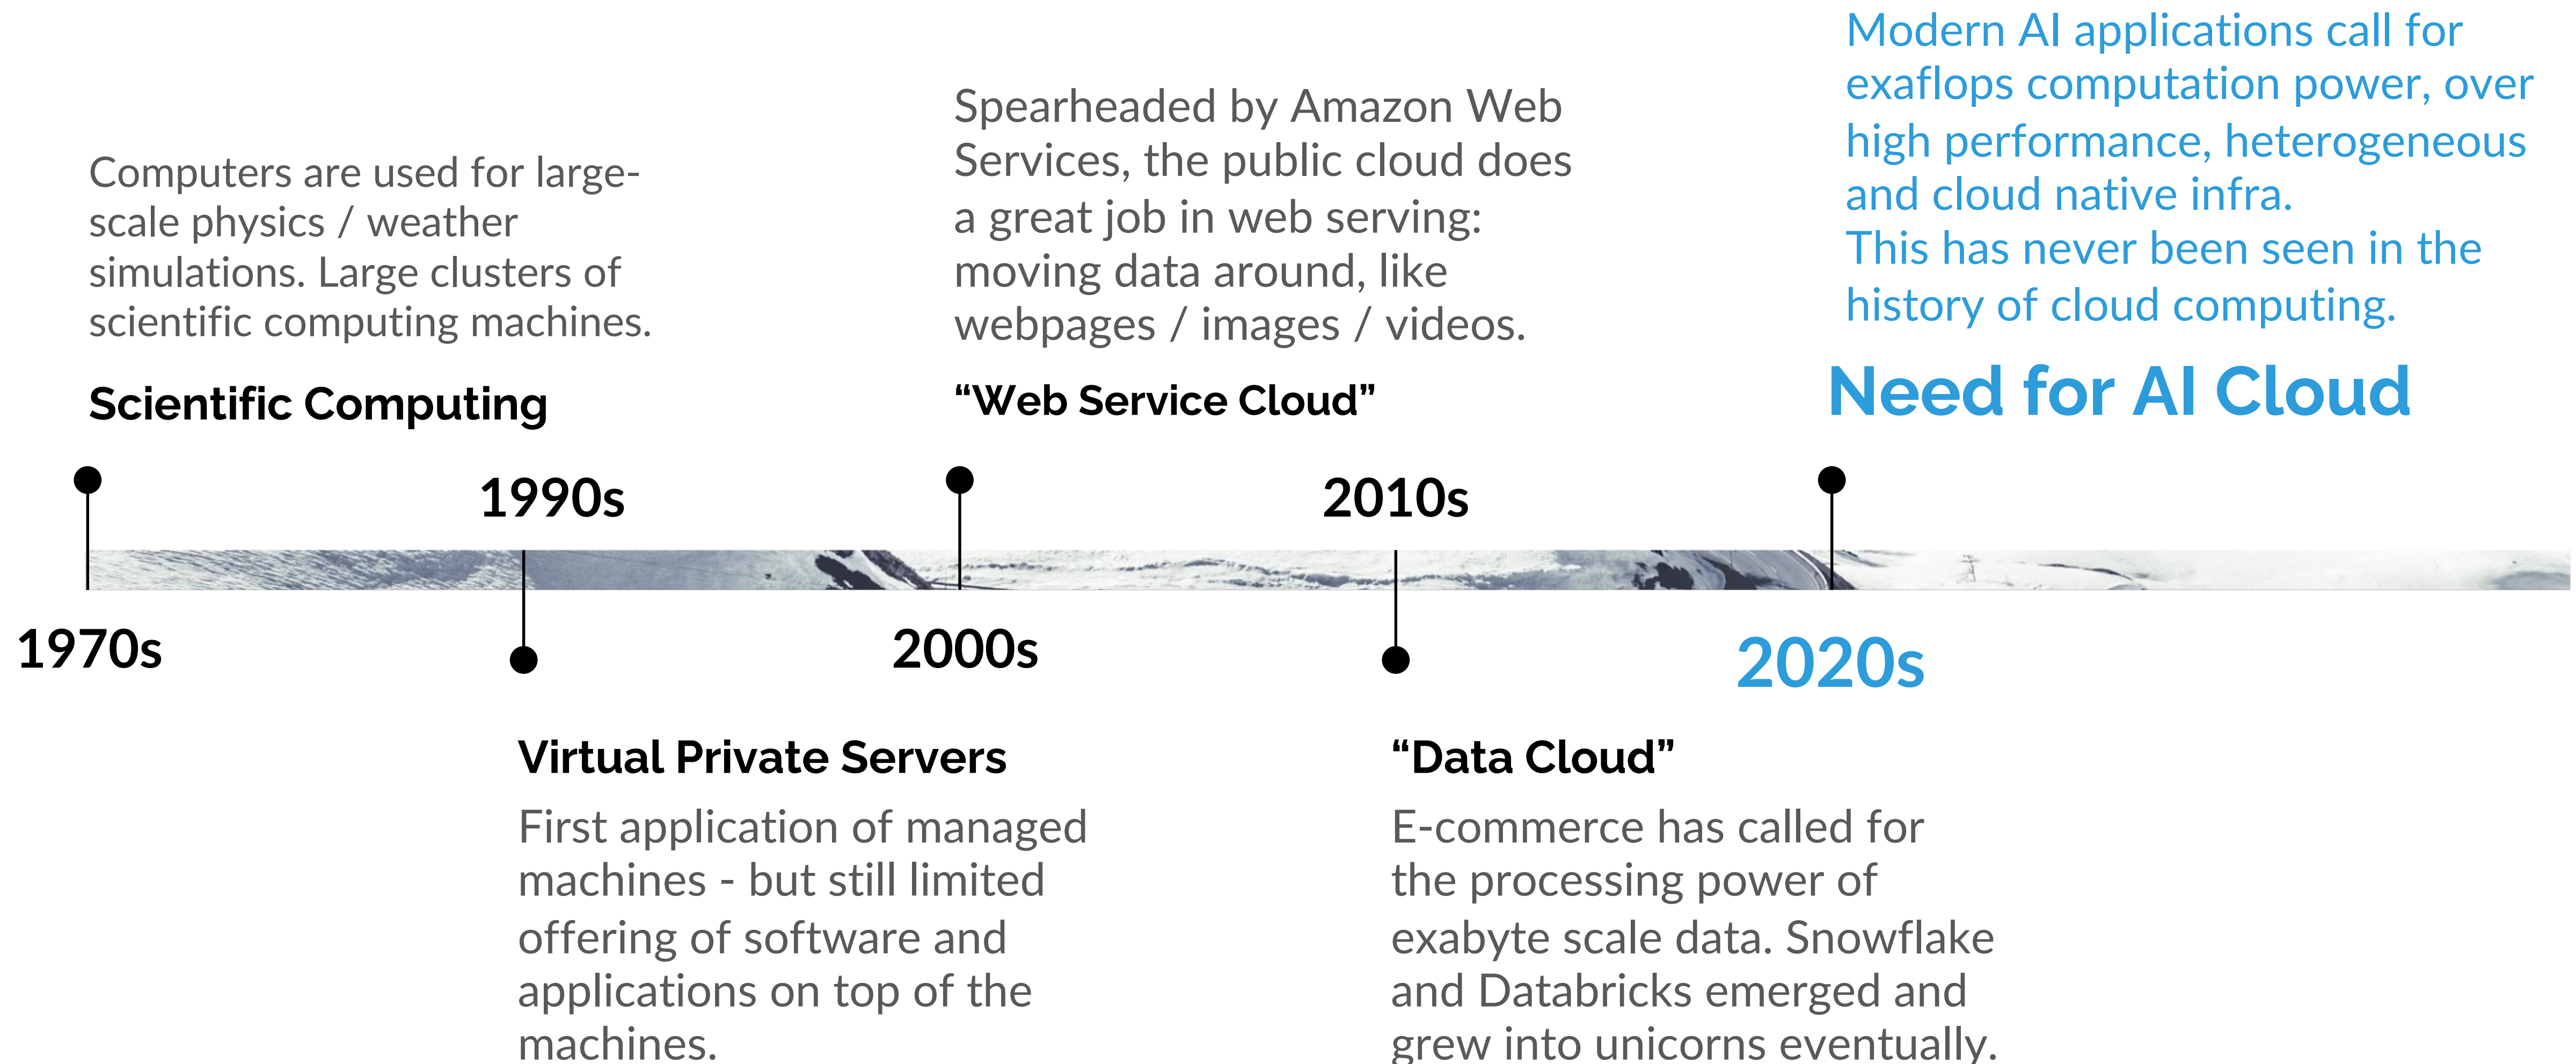 Computers are used for large-
scale physics / weather
simulations. Large clusters of
scientific computing machines.
Scientific Computing
1970s
1990s
Virtual Private Servers
First application of managed
machines - but still limited
offering of software and
applications on top of the
machines.
Spearheaded by Amazon Web
Services, the public cloud does
a great job in web serving:
moving data around, like
webpages / images / videos.
“Web Service Cloud”
2000s
2010s
“Data Cloud”
E-commerce has called for
the processing power of
exabyte scale data. Snowflake
and Databricks emerged and
grew into unicorns eventually.
Modern AI applications call for
exaflops computation power, over
high performance, heterogeneous
and cloud native infra.
This has never been seen in the
history of cloud computing.
Need for AI Cloud
2020s